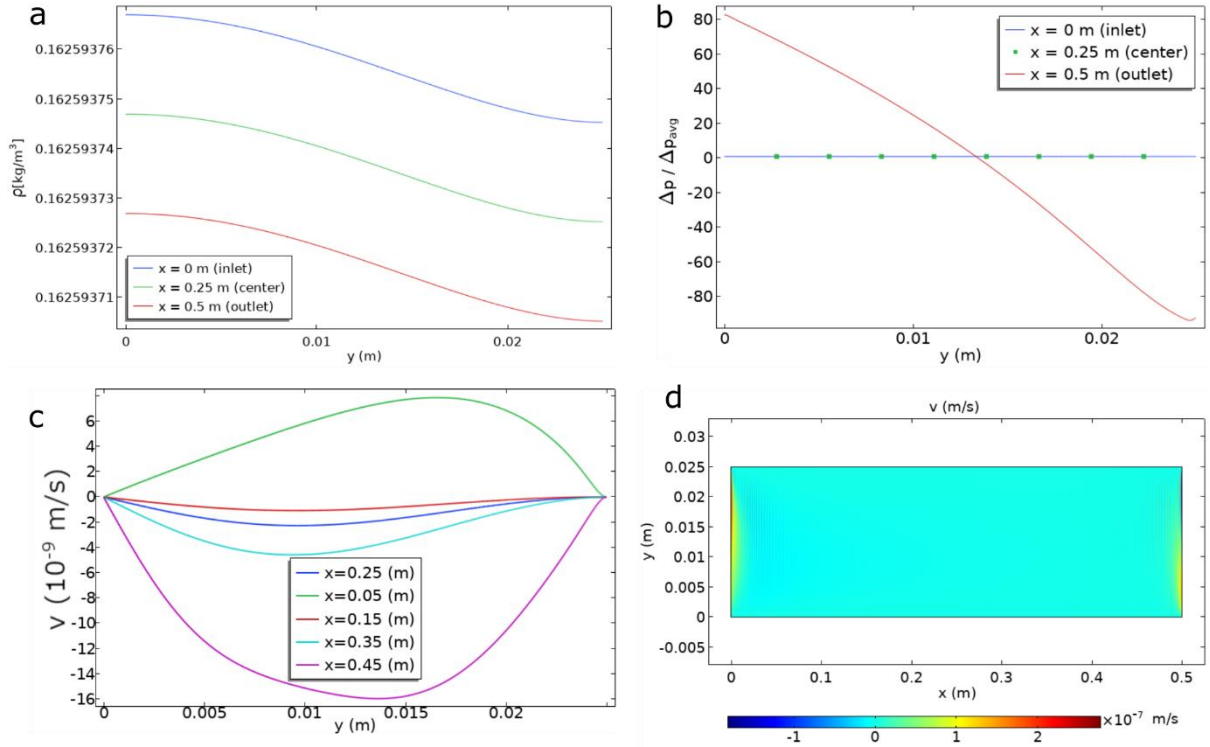 a
0.16259376
0.16259375
0.16259374
0.16259373
0.16259372
0.16259371
ρ[kg/m³]
x = 0 m (inlet)
x = 0.25 m (center)
x = 0.5 m (outlet)
0
0.01
0.02
y (m)
b
80
60
40
20
0
-20
-40
-60
-80
Δp / Δpavg
x = 0 m (inlet)
x = 0.25 m (center)
x = 0.5 m (outlet)
0
0.01
0.02
y (m)
c
6
4
2
0
-2
-4
-6
-8
-10
-12
-14
-16
v (10⁻⁹ m/s)
x=0.25 (m)
x=0.05 (m)
x=0.15 (m)
x=0.35 (m)
x=0.45 (m)
0
0.005
0.01
0.015
0.02
y (m)
d
v (m/s)
0.03
0.025
0.02
0.015
0.01
0.005
0
-0.005
y (m)
0
0.1
0.2
0.3
0.4
0.5
x (m)
-1
0
1
2
×10⁻⁷ m/s